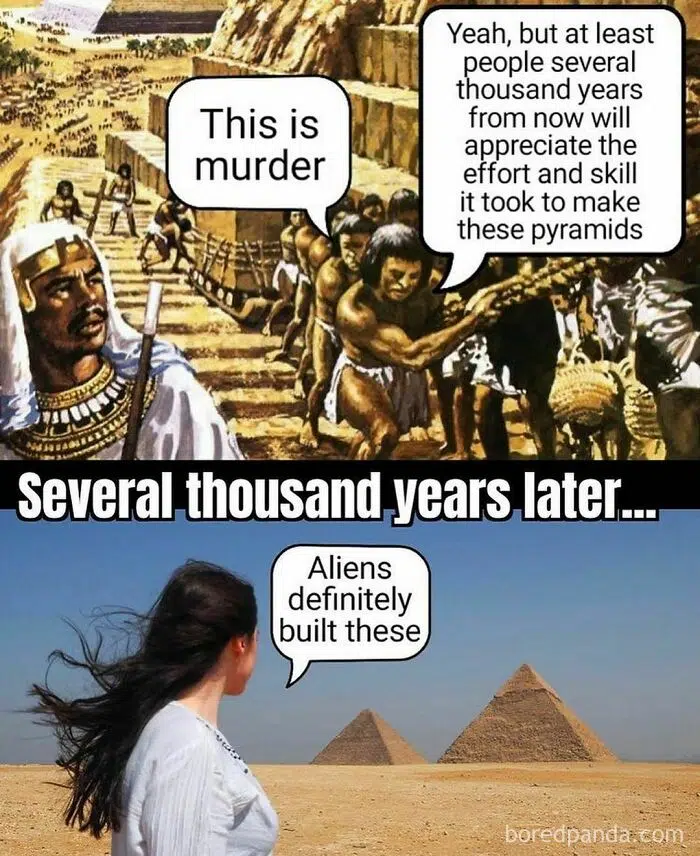 This is
murder
Yeah, but at least
people several
thousand years
from now will
appreciate the
effort and skill
it took to make
these pyramids
Several thousand years later...
Aliens
definitely
built these
boredpanda.com